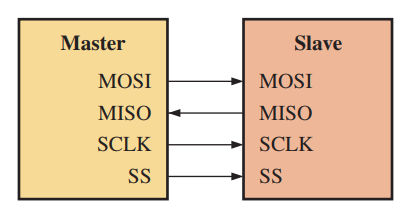 Master Slave
MOSI MOSI
MISO MISO
SCLK SCLK
SS SS